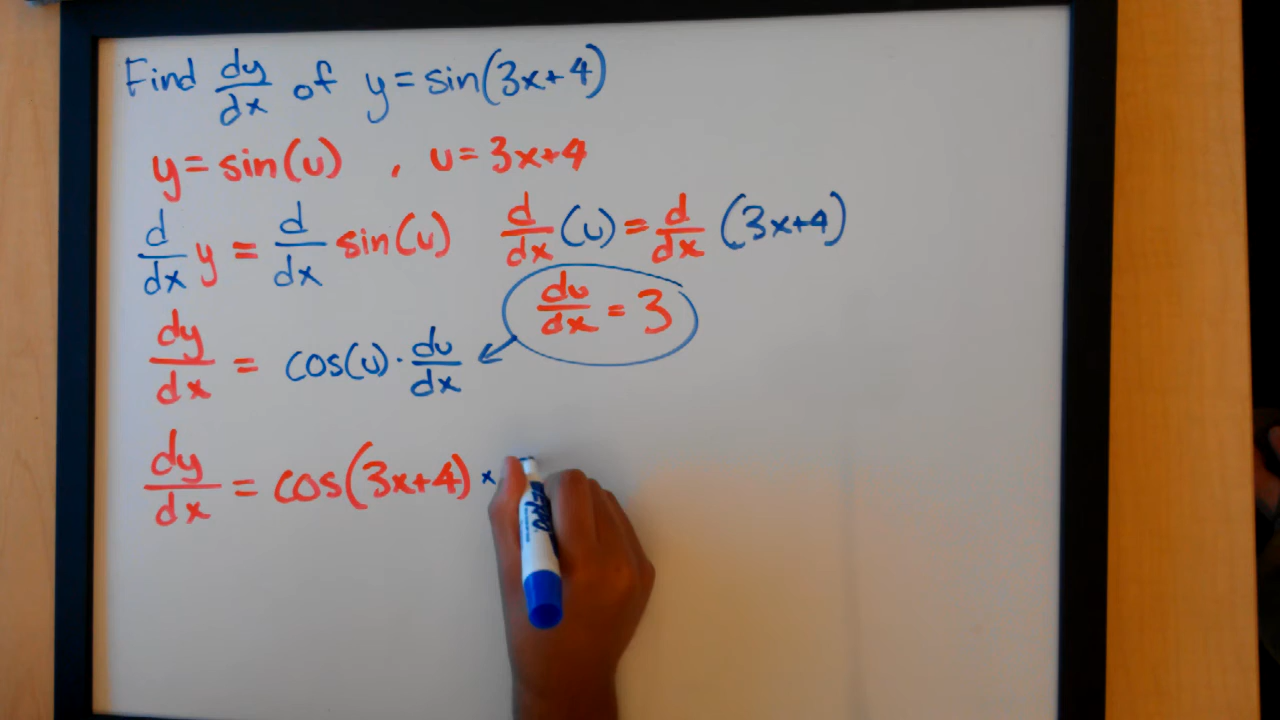 Find dy/dx of y = sin(3x+4)
y = sin(u) , u = 3x+4
d/dx y = d/dx sin(u) d/dx (u) = d/dx (3x+4)
du/dx = 3
dy/dx = cos(u) · du/dx
dy/dx = cos(3x+4) ×
EXPO